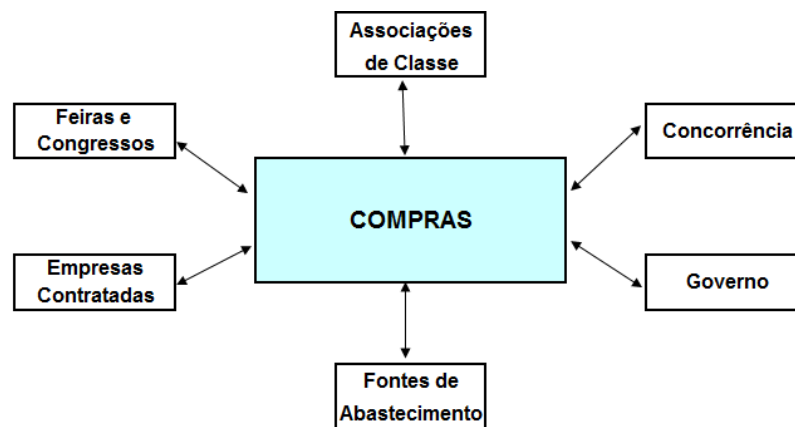 Associações
de Classe
Feiras e
Congressos
Concorrência
COMPRAS
Empresas
Contratadas
Governo
Fontes de
Abastecimento